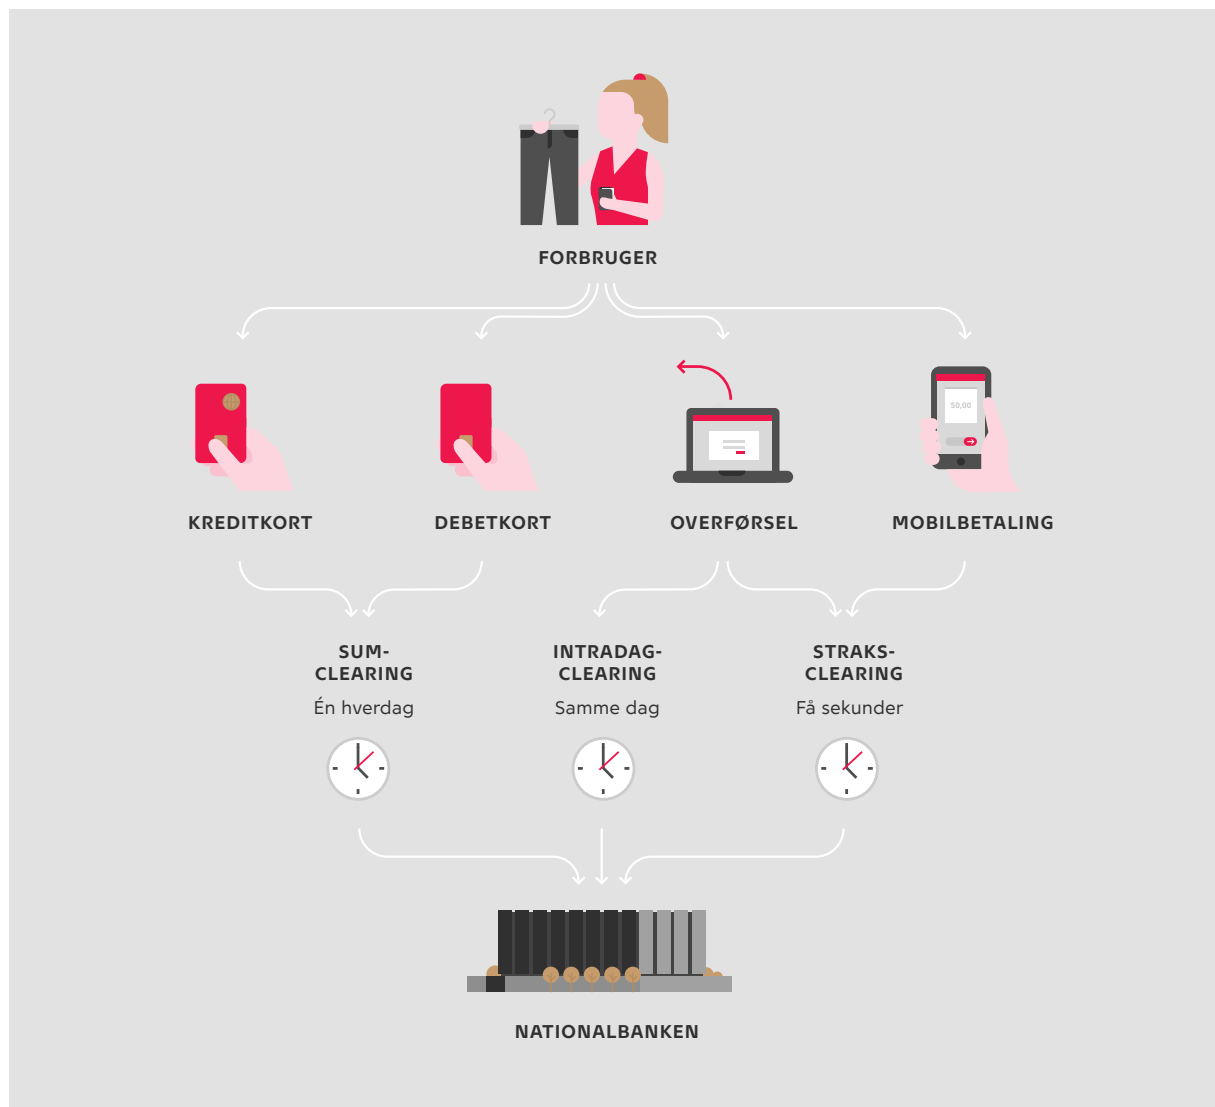 FORBRUGER
50,00
KREDITKORT
DEBETKORT
OVERFØRSEL
MOBILBETALING
SUM-
CLEARING
Én hverdag
INTRADAG-
CLEARING
Samme dag
STRAKS-
CLEARING
Få sekunder
NATIONALBANKEN